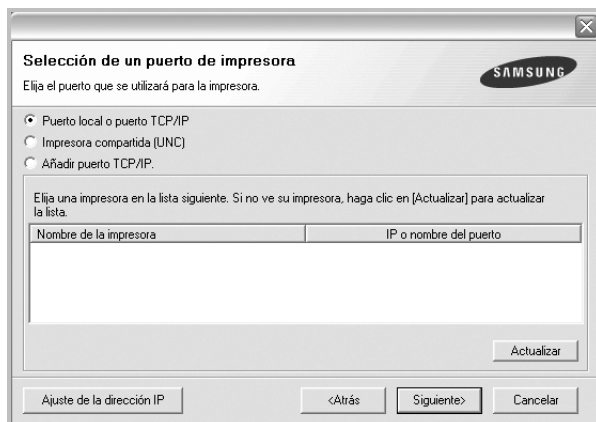 Selección de un puerto de impresora
Elija el puerto que se utilizará para la impresora.
SAMSUNG
Puerto local o puerto TCP/IP
Impresora compartida (UNC)
Añadir puerto TCP/IP.
Elija una impresora en la lista siguiente. Si no ve su impresora, haga clic en [Actualizar] para actualizar
la lista.
Nombre de la impresora IP o nombre del puerto
Actualizar
Ajuste de la dirección IP <Atrás Siguiente> Cancelar